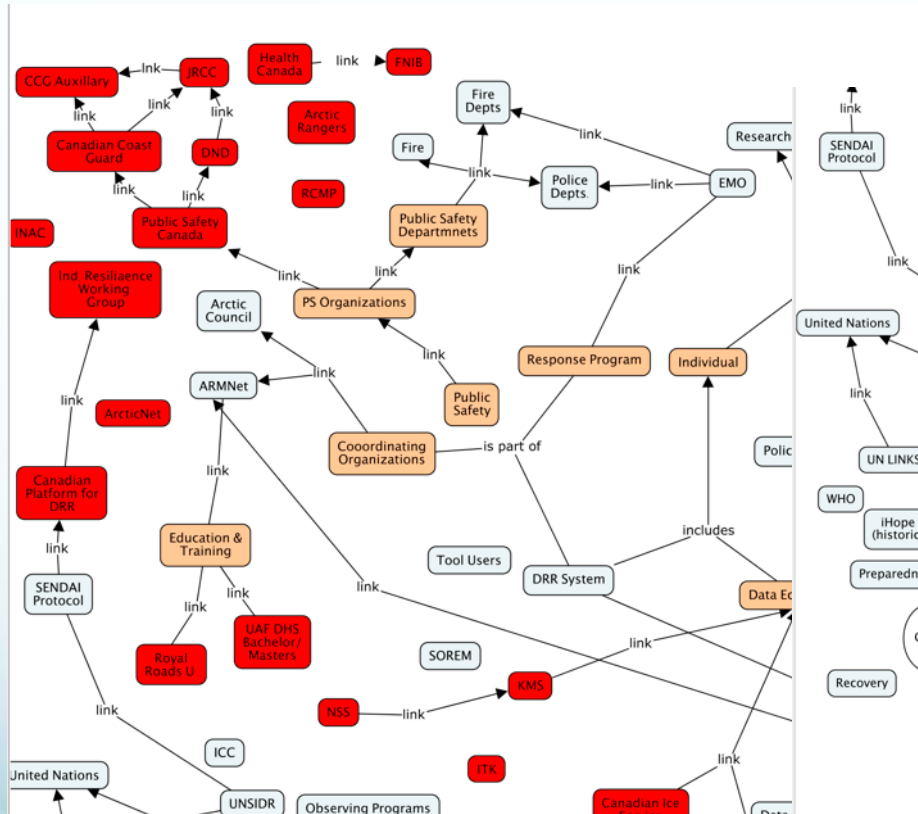 Health
Canada
link
FNIB
CCG Auxillary
lnk
JRCC
link
link
link
Canadian Coast
Guard
DND
Arctic
Rangers
link
link
RCMP
Public Safety
Canada
INAC
Fire
Depts
Fire
link
link
Police
Depts.
link
EMO
Research
link
SENDAI
Protocol
link
Public Safety
Departmnets
link
link
PS Organizations
link
Ind. Resiliaence
Working
Group
Arctic
Council
United Nations
link
ARMNet
link
Public
Safety
Response Program
Individual
link
link
ArcticNet
Cooordinating
Organizations
is part of
Polic
UN LINKS
Canadian
Platform for
DRR
link
WHO
iHope
(historic
link
Education &
Training
includes
Tool Users
DRR System
Preparedn
SENDAI
Protocol
link
link
link
Data Ec
UAF DHS
Bachelor/
Masters
Royal
Roads U
SOREM
link
KMS
Recovery
NSS
link
link
ICC
ITK
link
United Nations
UNSIDR
Observing Programs
Canadian Ice